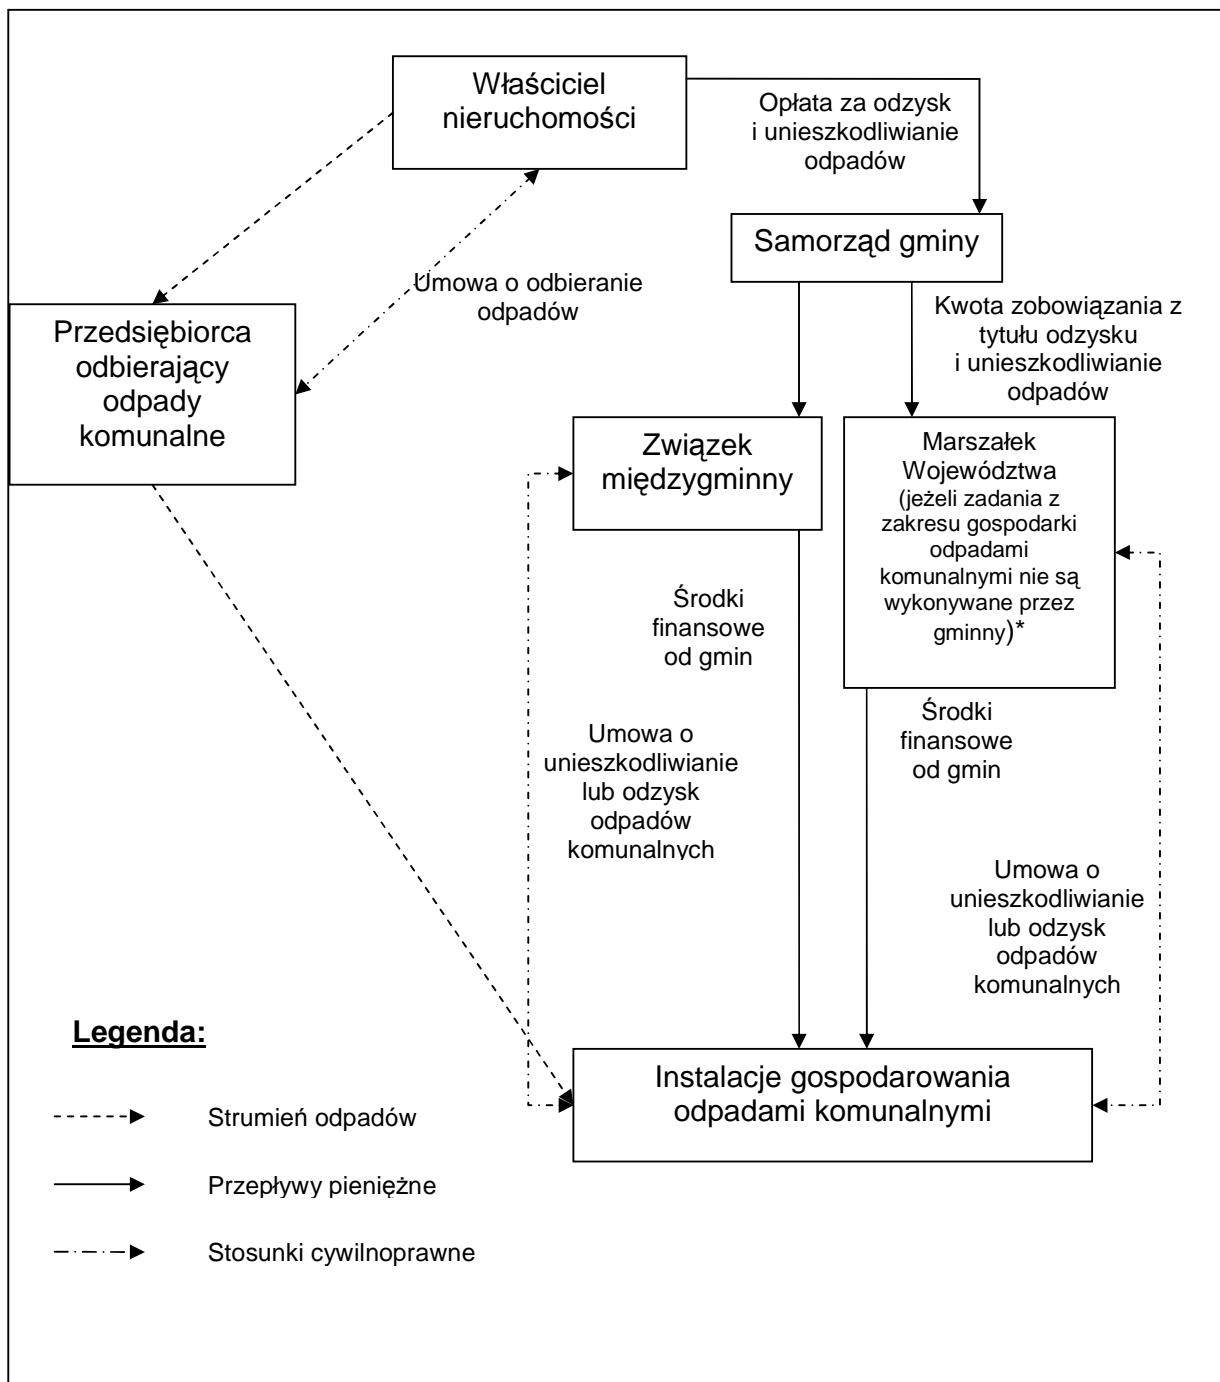 Właściciel
nieruchomości
Opłata za odzysk
i unieszkodliwianie
odpadów
Samorząd gminy
Umowa o odbieranie
odpadów
Przedsiębiorca
odbierający
odpady
komunalne
Kwota zobowiązania z
tytułu odzysku
i unieszkodliwianie
odpadów
Związek
międzygminny
Marszałek
Województwa
(jeżeli zadania z
zakresu gospodarki
odpadami
komunalnymi nie są
wykonywane przez
gminny)*
Środki
finansowe
od gmin
Środki
finansowe
od gmin
Umowa o
unieszkodliwianie
lub odzysk
odpadów
komunalnych
Umowa o
unieszkodliwianie
lub odzysk
odpadów
komunalnych
Instalacje gospodarowania
odpadami komunalnymi
Legenda:
Strumień odpadów
Przepływy pieniężne
Stosunki cywilnoprawne